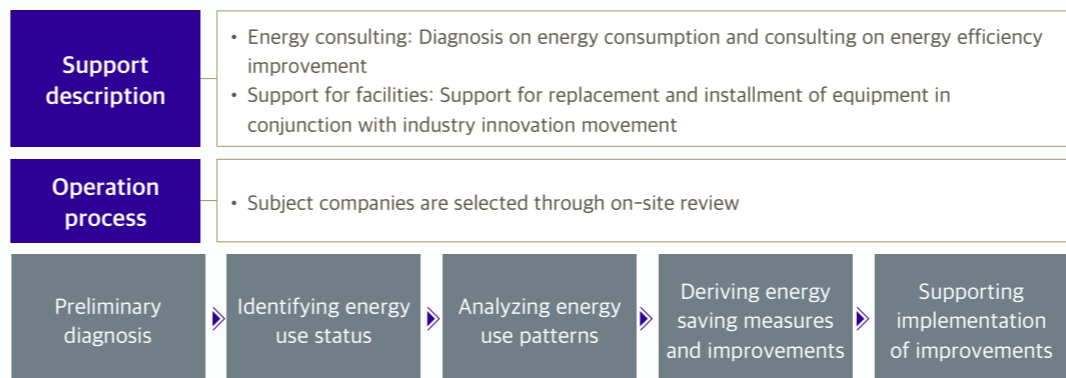 Support
description
• Energy consulting: Diagnosis on energy consumption and consulting on energy efficiency
improvement
• Support for facilities: Support for replacement and installment of equipment in
conjunction with industry innovation movement
Operation
process
• Subject companies are selected through on-site review
Preliminary
diagnosis
Identifying energy
use status
Analyzing energy
use patterns
Deriving energy
saving measures
and improvements
Supporting
implementation
of improvements